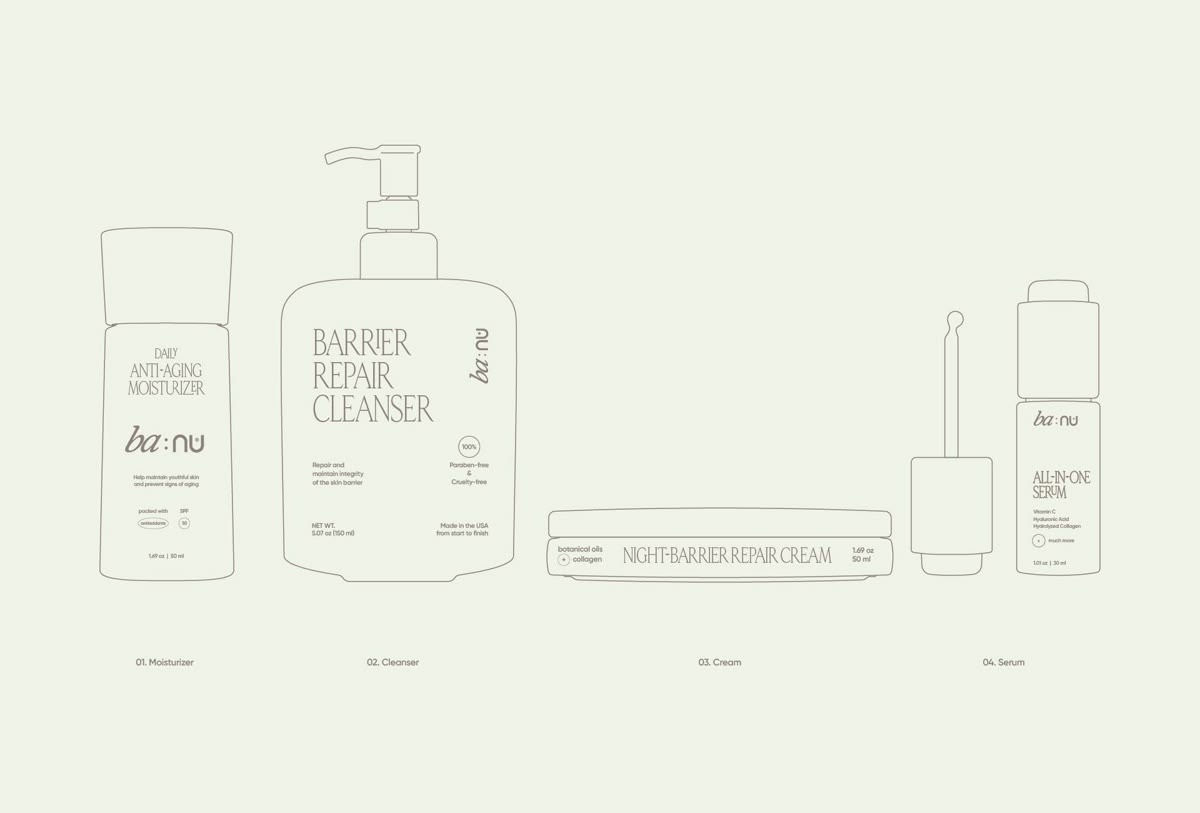 DAILY
ANTI-AGING
MOISTURIZER
ba:nu
Help maintain youthful skin
and prevent signs of aging
packed with SPF
antioxidants 50
1.69 oz | 50 ml
BARRIER
REPAIR
CLEANSER
ba:nu
100%
Paraben-free
&
Cruelty-free
Repair and
maintain integrity
of the skin barrier
NET WT.
5.07 oz (150 ml)
Made in the USA
from start to finish
botanical oils
+ collagen
NIGHT-BARRIER REPAIR CREAM
1.69 oz
50 ml
ba:nu
ALL-IN-ONE
SERUM
Vitamin C
Hyaluronic Acid
Hydrolyzed Collagen
+ much more
1.01 oz | 30 ml
01. Moisturizer
02. Cleanser
03. Cream
04. Serum